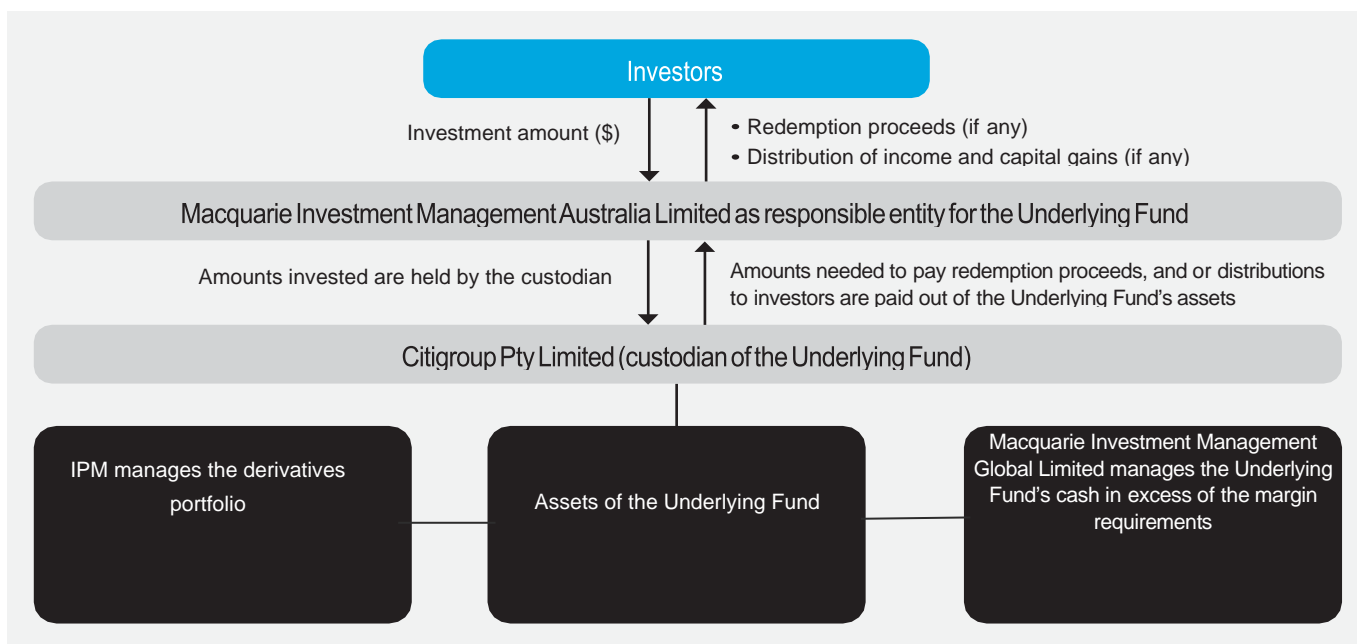 Investors
Investment amount ($)
• Redemption proceeds (if any)
• Distribution of income and capital gains (if any)
Macquarie Investment Management Australia Limited as responsible entity for the Underlying Fund
Amounts invested are held by the custodian
Amounts needed to pay redemption proceeds, and or distributions
to investors are paid out of the Underlying Fund's assets
Citigroup Pty Limited (custodian of the Underlying Fund)
IPM manages the derivatives
portfolio
Assets of the Underlying Fund
Macquarie Investment Management
Global Limited manages the Underlying
Fund's cash in excess of the margin
requirements